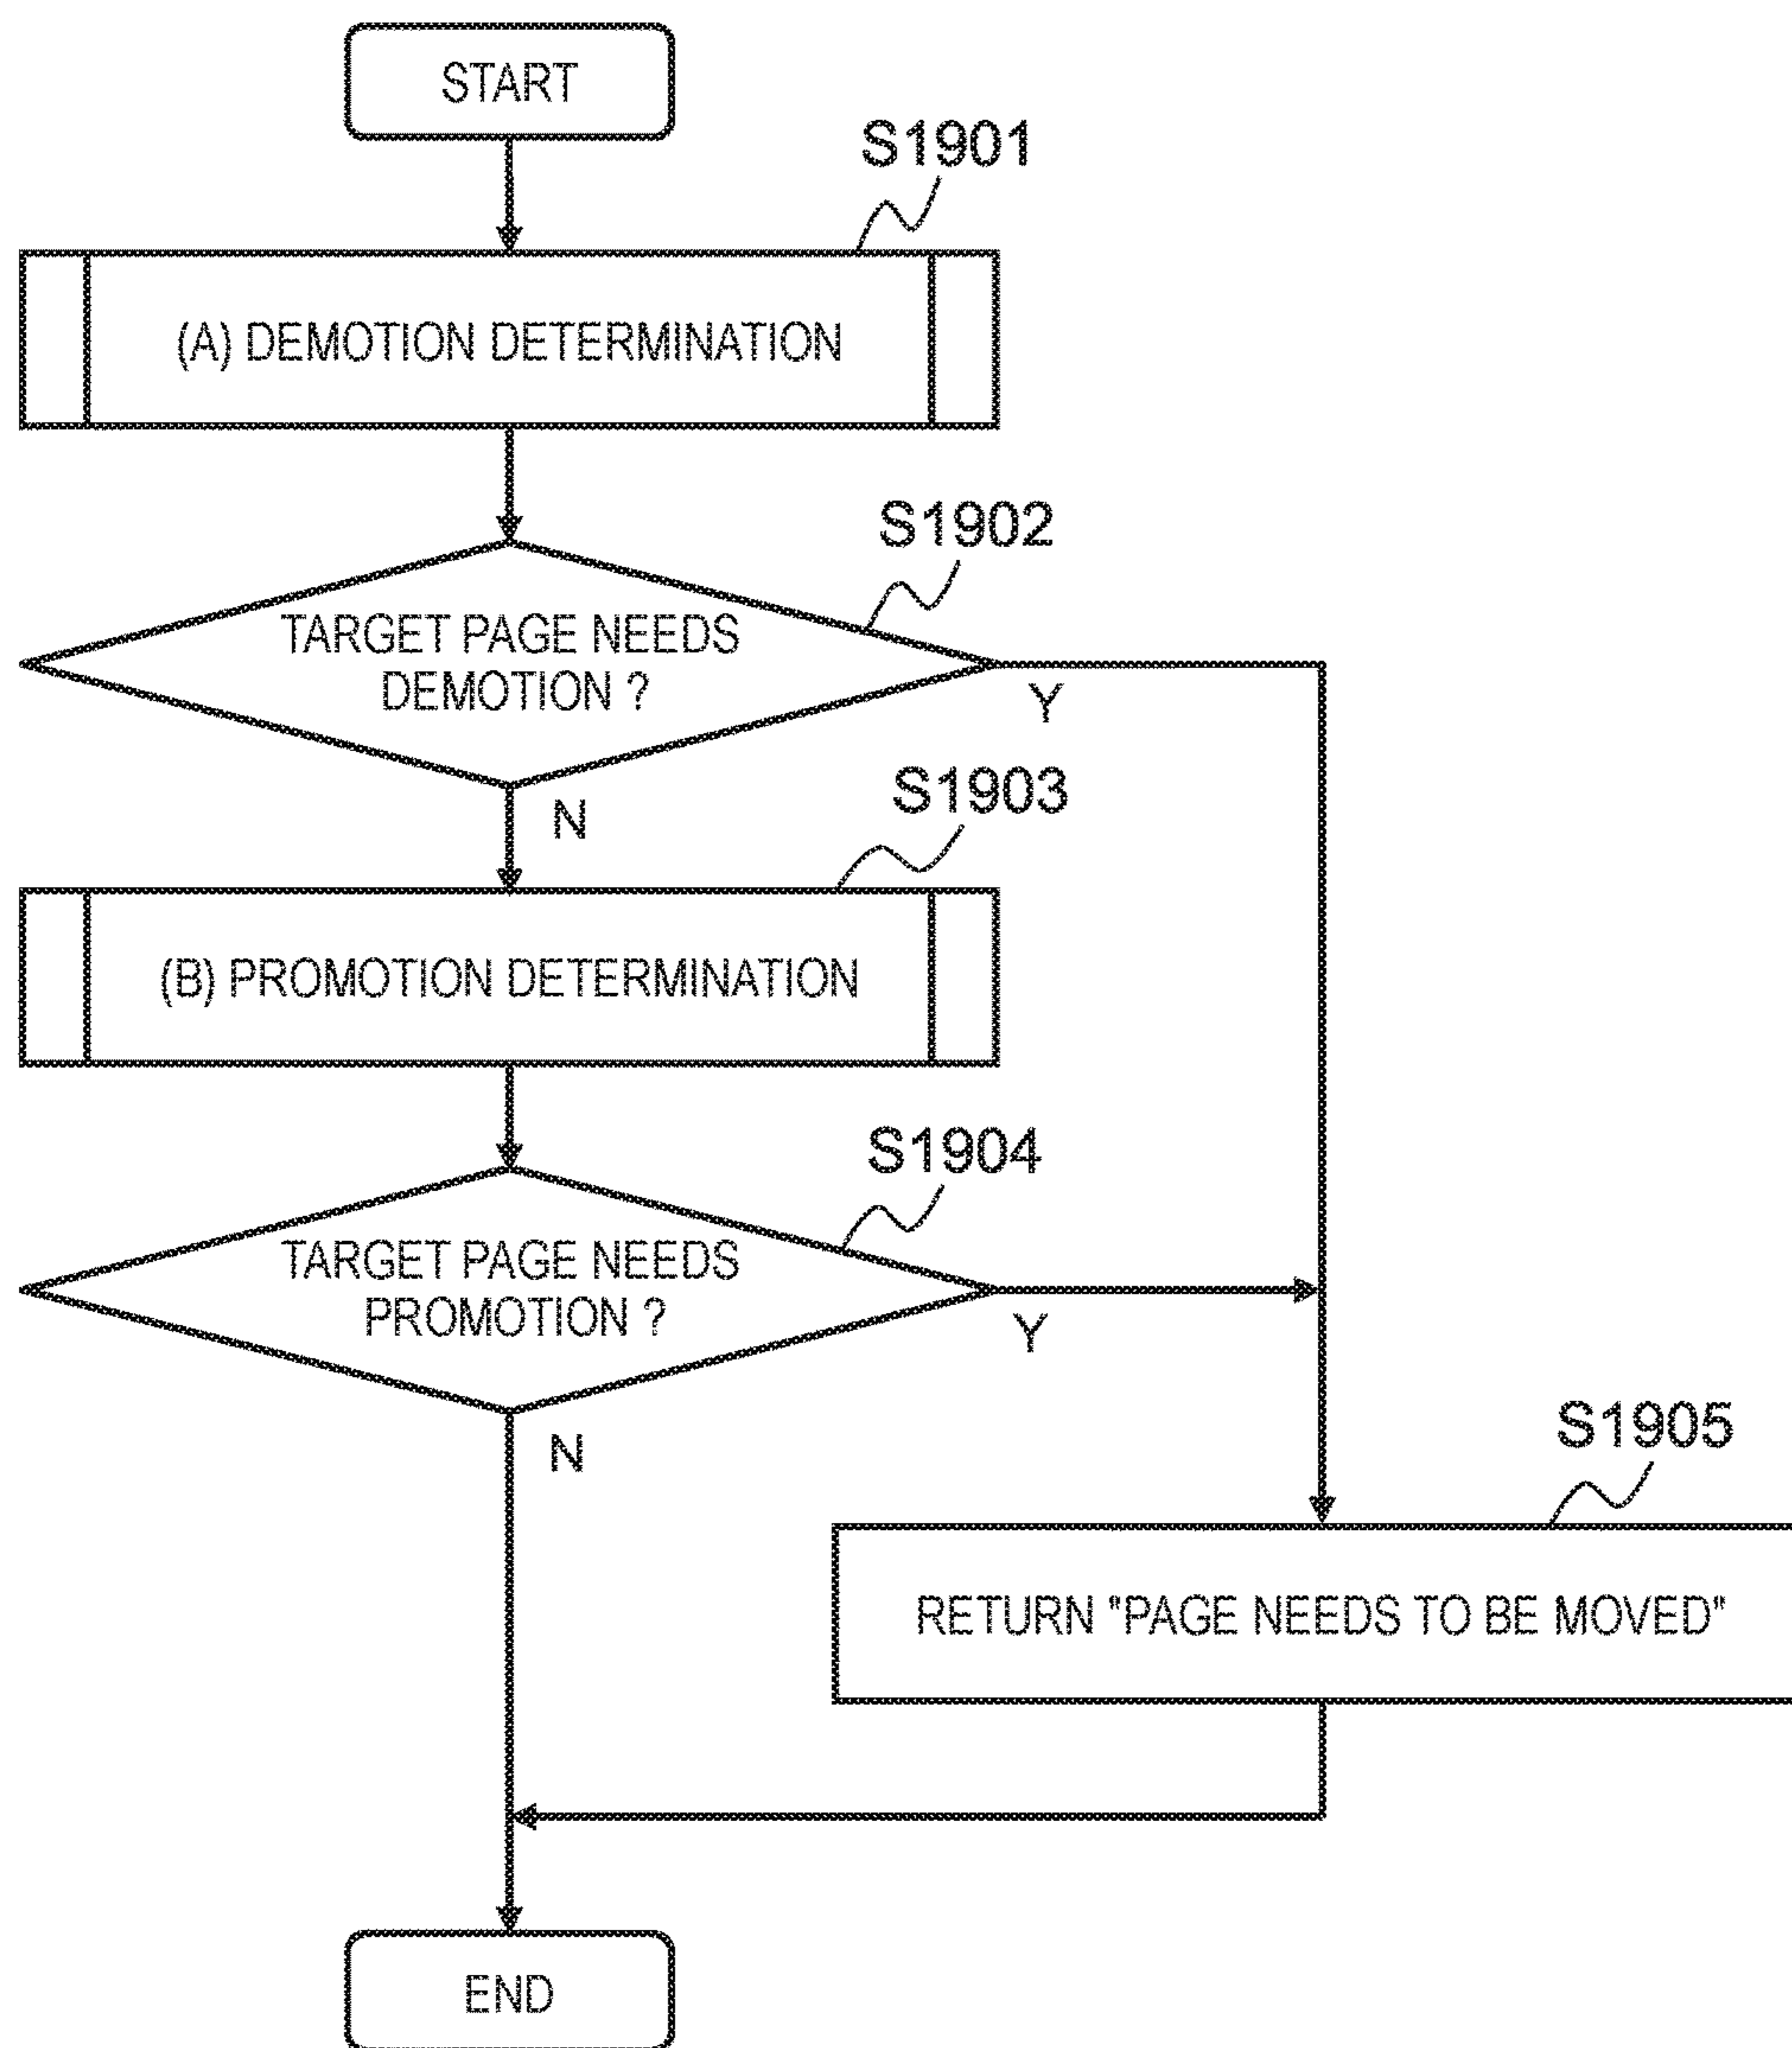 START
S1901
(A) DEMOTION DETERMINATION
S1902
TARGET PAGE NEEDS
DEMOTION ?
Y
N
S1903
(B) PROMOTION DETERMINATION
S1904
TARGET PAGE NEEDS
PROMOTION ?
Y
N
S1905
RETURN "PAGE NEEDS TO BE MOVED"
END